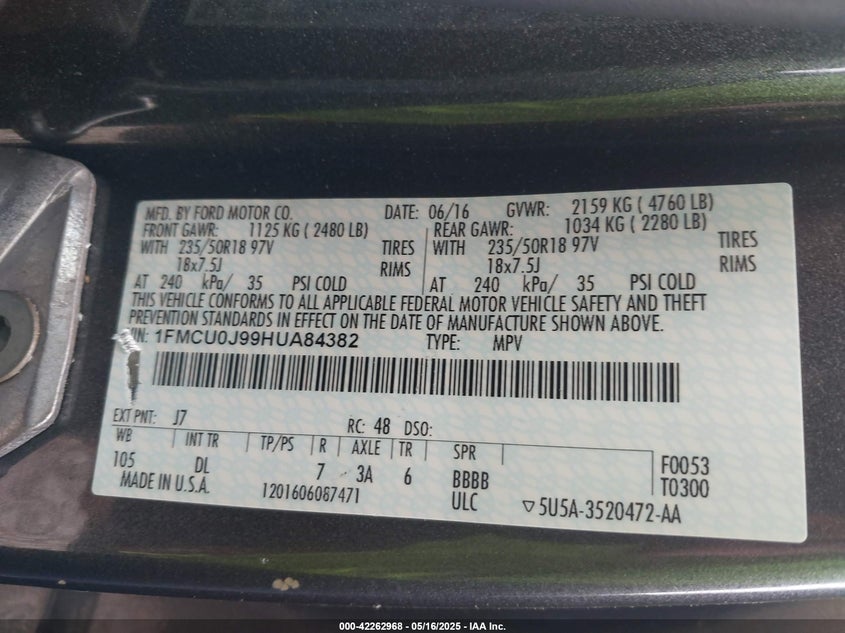 MFD. BY FORD MOTOR CO. DATE: 06/16 GVWR: 2159 KG ( 4760 LB)
FRONT GAWR: 1125 KG ( 2480 LB) REAR GAWR: 1034 KG ( 2280 LB)
WITH 235/50R18 97V TIRES WITH 235/50R18 97V TIRES
18x7.5J RIMS 18x7.5J RIMS
AT 240 kPa/ 35 PSI COLD AT 240 kPa/ 35 PSI COLD
THIS VEHICLE CONFORMS TO ALL APPLICABLE FEDERAL MOTOR VEHICLE SAFETY AND THEFT
PREVENTION STANDARDS IN EFFECT ON THE DATE OF MANUFACTURE SHOWN ABOVE.
VIN: 1FMCU0J99HUA84382 TYPE: MPV
EXT PNT: J7 RC: 48 DSO:
WB INT TR TP/PS R AXLE TR SPR
105 DL 7 3A 6 BBBB F0053
MADE IN U.S.A. 1201606087471 ULC T0300
▽5U5A-3520472-AA
000-42262968 - 05/16/2025 - IAA Inc.